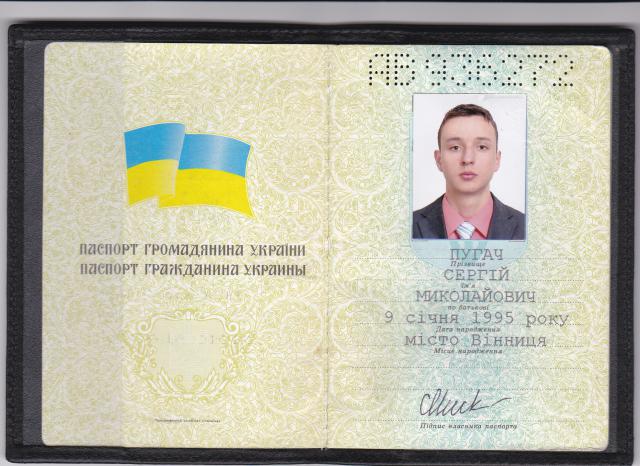 ПАСПОРТ ГРОМАДЯНИНА УКРАЇНИ
ПАСПОРТ ГРАЖДАНИНА УКРАИНЫ
АВ 936272
ПУГАЧ
Прізвище
СЕРГІЙ
Ім'я
МИКОЛАЙОВИЧ
по батькові
9 січня 1995 року
Дата народження
місто Вінниця
Місце народження
Підпис власника паспорта